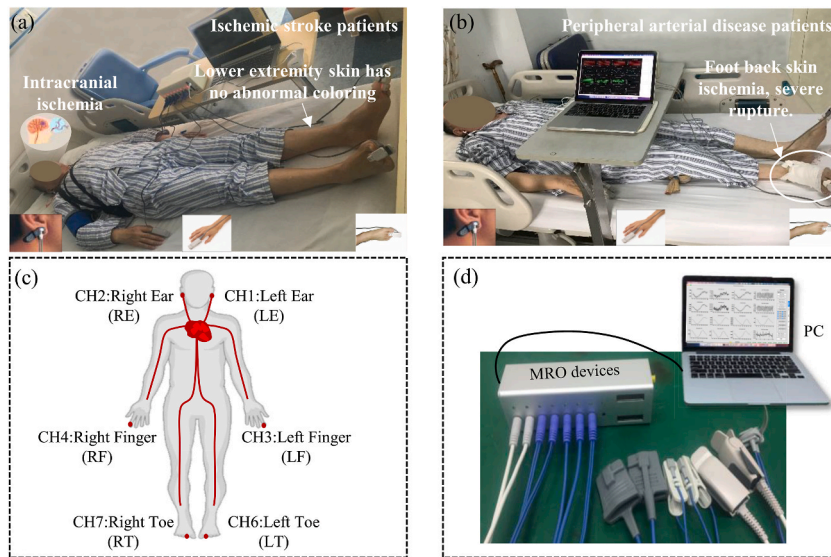 (a)
Ischemic stroke patients
Lower extremity skin has
no abnormal coloring
Intracranial
ischemia
(b)
Peripheral arterial disease patients
Foot back skin
ischemia, severe
rupture.
(c)
CH2:Right Ear
(RE)
CH1:Left Ear
(LE)
CH4:Right Finger
(RF)
CH3:Left Finger
(LF)
CH7:Right Toe
(RT)
CH6:Left Toe
(LT)
(d)
MRO devices
PC